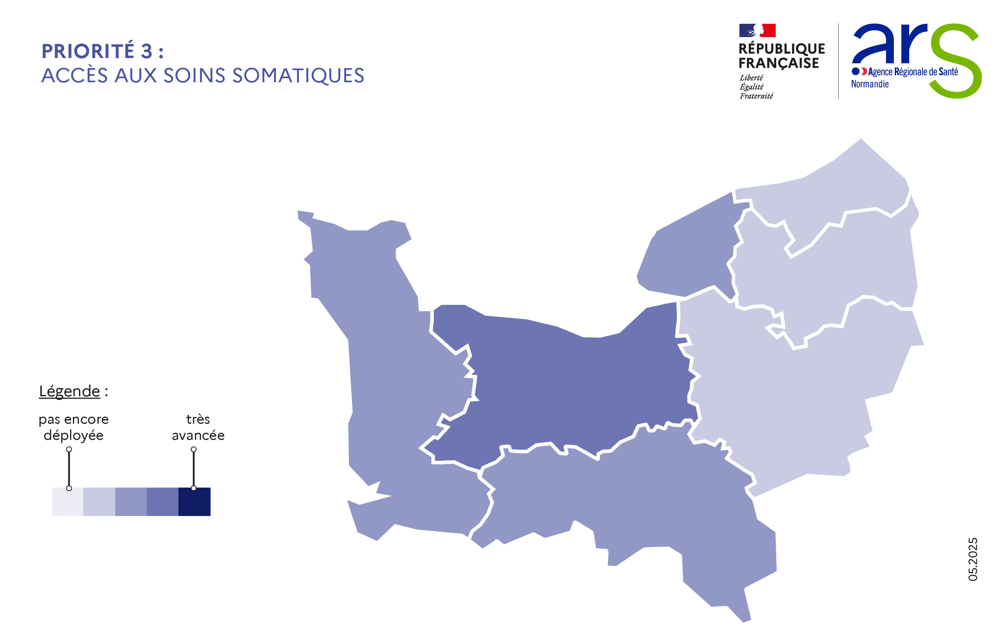 PRIORITÉ 3 :
ACCÈS AUX SOINS SOMATIQUES
RÉPUBLIQUE
FRANÇAISE
Liberté
Égalité
Fraternité
ars
Agence Régionale de Santé
Normandie
Légende :
pas encore
déployée
très
avancée
05.2025